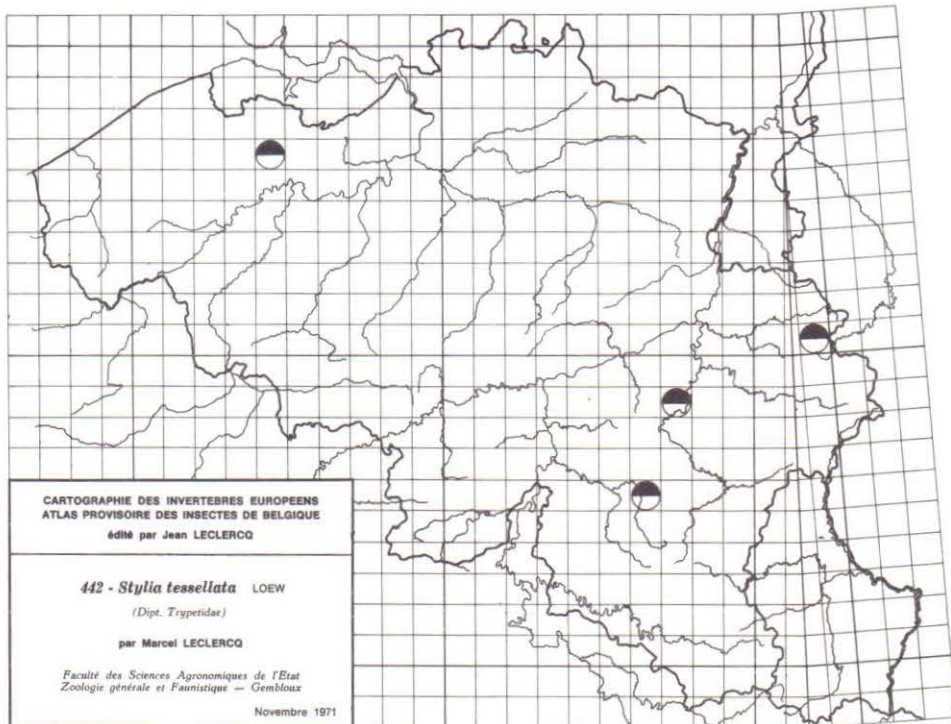 CARTOGRAPHIE DES INVERTEBRES EUROPEENS
ATLAS PROVISOIRE DES INSECTES DE BELGIQUE
édité par Jean LECLERCQ
442 - Stylia tessellata LOEW
(Dipt. Trypetidae)
par Marcel LECLERCQ
Faculté des Sciences Agronomiques de l'Etat
Zoologie générale et Faunistique — Gembloux
Novembre 1971